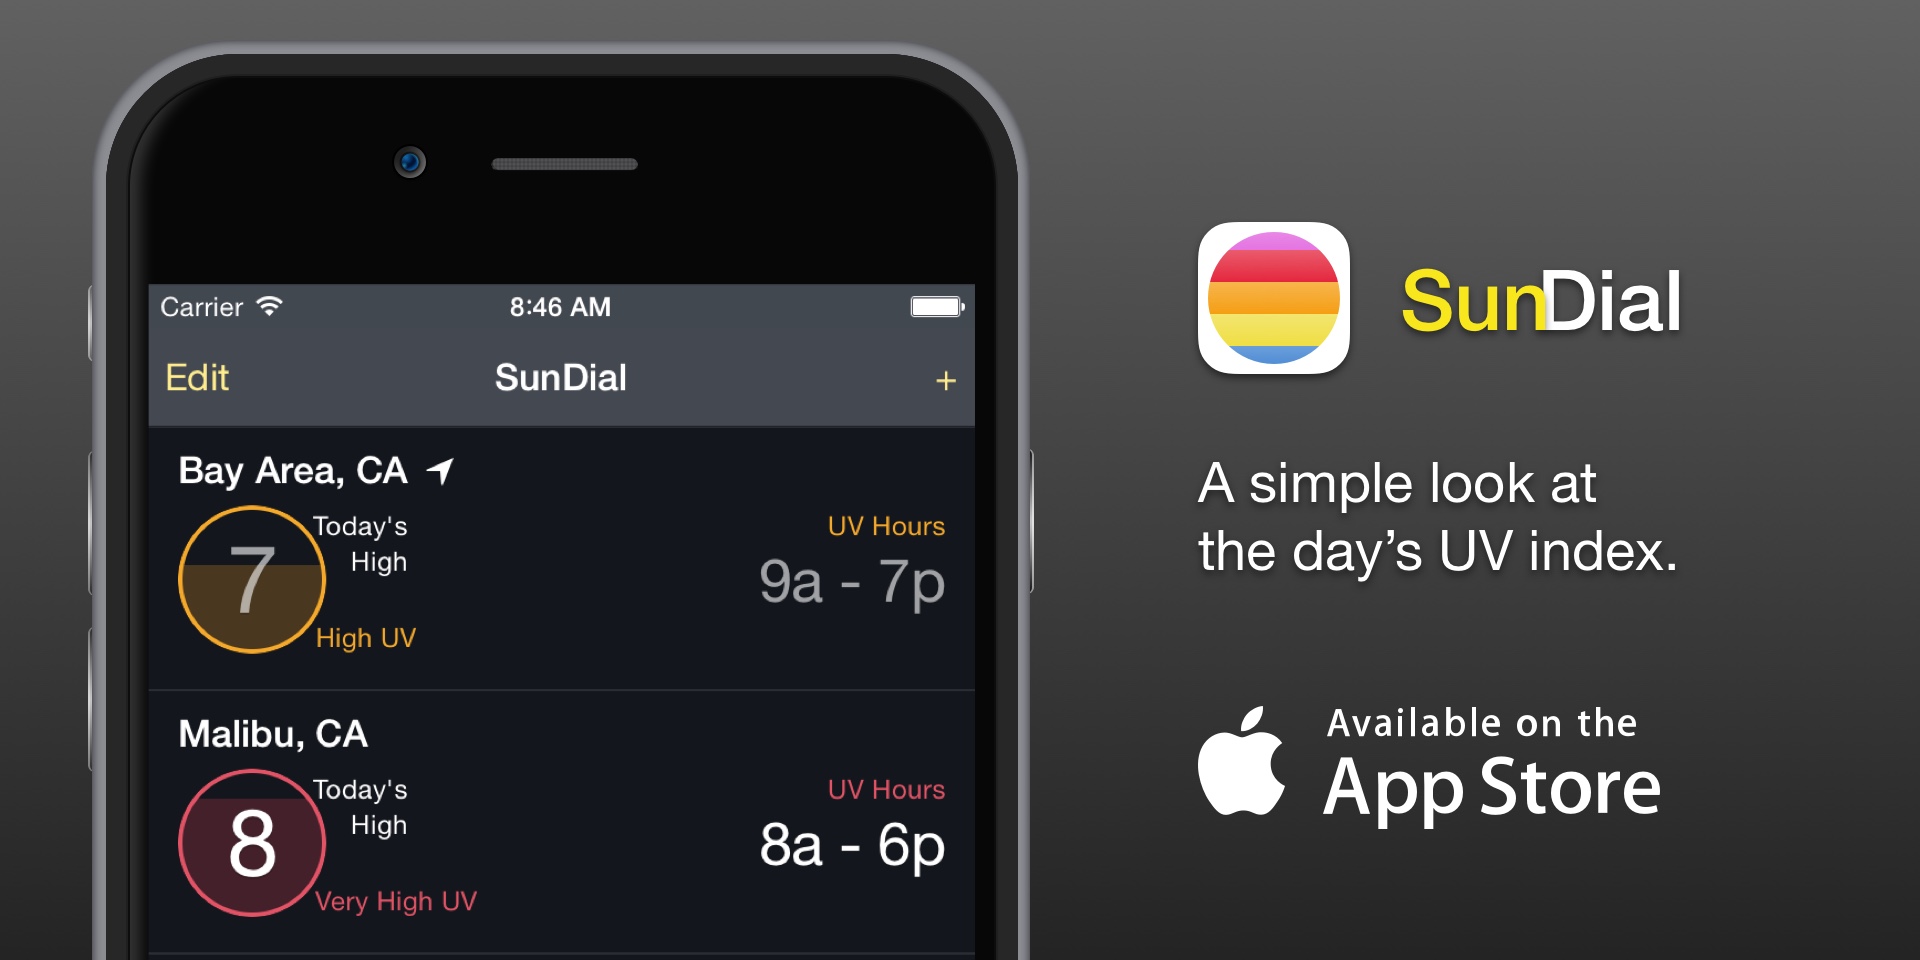 Carrier 8:46 AM
Edit SunDial +
Bay Area, CA
Today's
High
7
High UV
UV Hours
9a - 7p
Malibu, CA
Today's
High
8
Very High UV
UV Hours
8a - 6p
SunDial
A simple look at
the day’s UV index.
Available on the
App Store